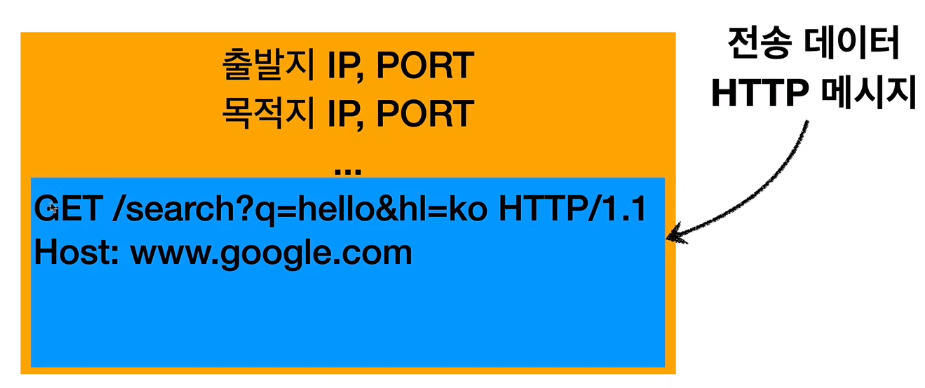 출발지 IP, PORT
목적지 IP, PORT
...
GET /search?q=hello&hl=ko HTTP/1.1
Host: www.google.com
전송 데이터
HTTP 메시지